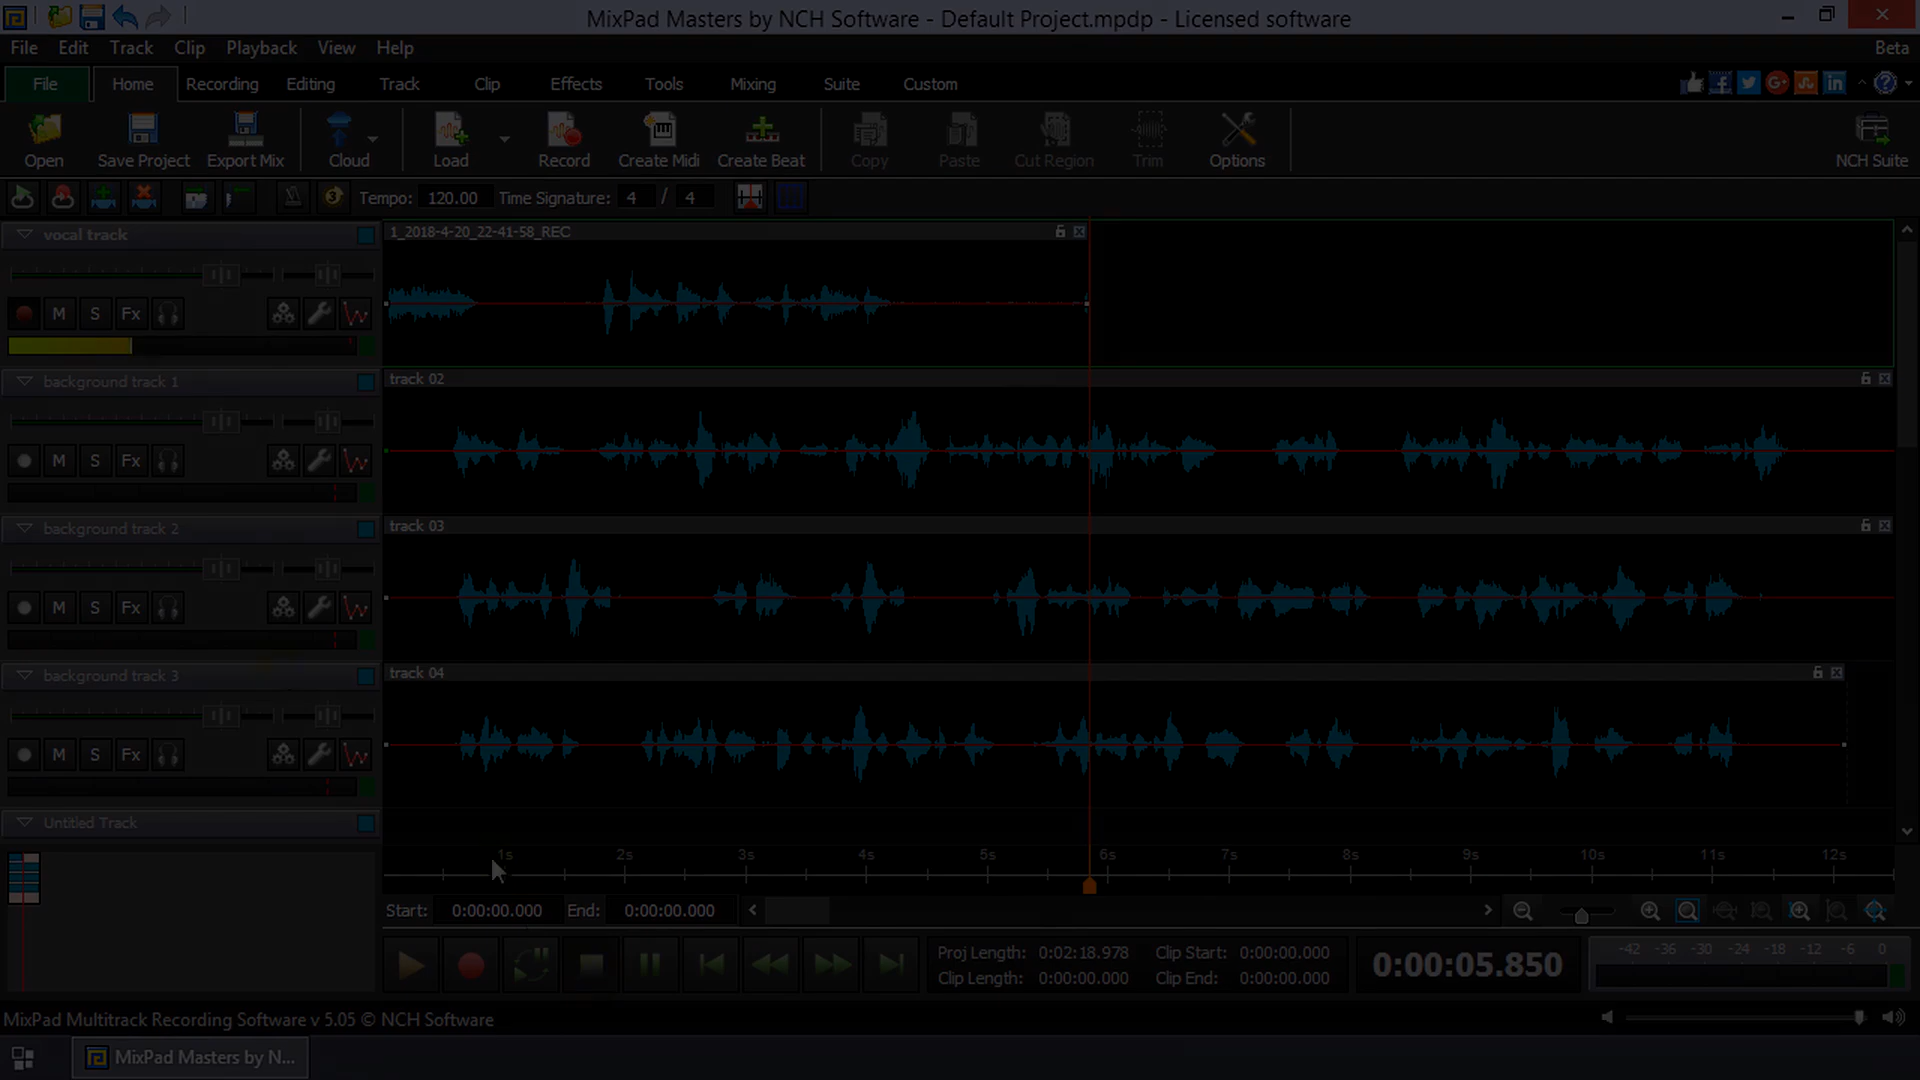 MixPad Masters by NCH Software - Default Project.mpdp - Licensed software
File Edit Track Clip Playback View Help Beta
File Home Recording Editing Track Clip Effects Tools Mixing Suite Custom
Open Save Project Export Mix Cloud Load Record Create Midi Create Beat Copy Paste Cut Region Trim Options NCH Suite
Tempo: 120.00 Time Signature: 4 / 4
vocal track 1_2018-4-20_22-41-58_REC
M S Fx
background track 1 track 02
M S Fx
background track 2 track 03
M S Fx
background track 3 track 04
M S Fx
Untitled Track
1s 2s 3s 4s 5s 6s 7s 8s 9s 10s 11s 12s
Start: 0:00:00.000 End: 0:00:00.000
Proj Length: 0:02:18.978 Clip Start: 0:00:00.000
Clip Length: 0:00:00.000 Clip End: 0:00:00.000
0:00:05.850
-42 -36 -30 -24 -18 -12 -6 0
MixPad Multitrack Recording Software v 5.05 © NCH Software
MixPad Masters by N...